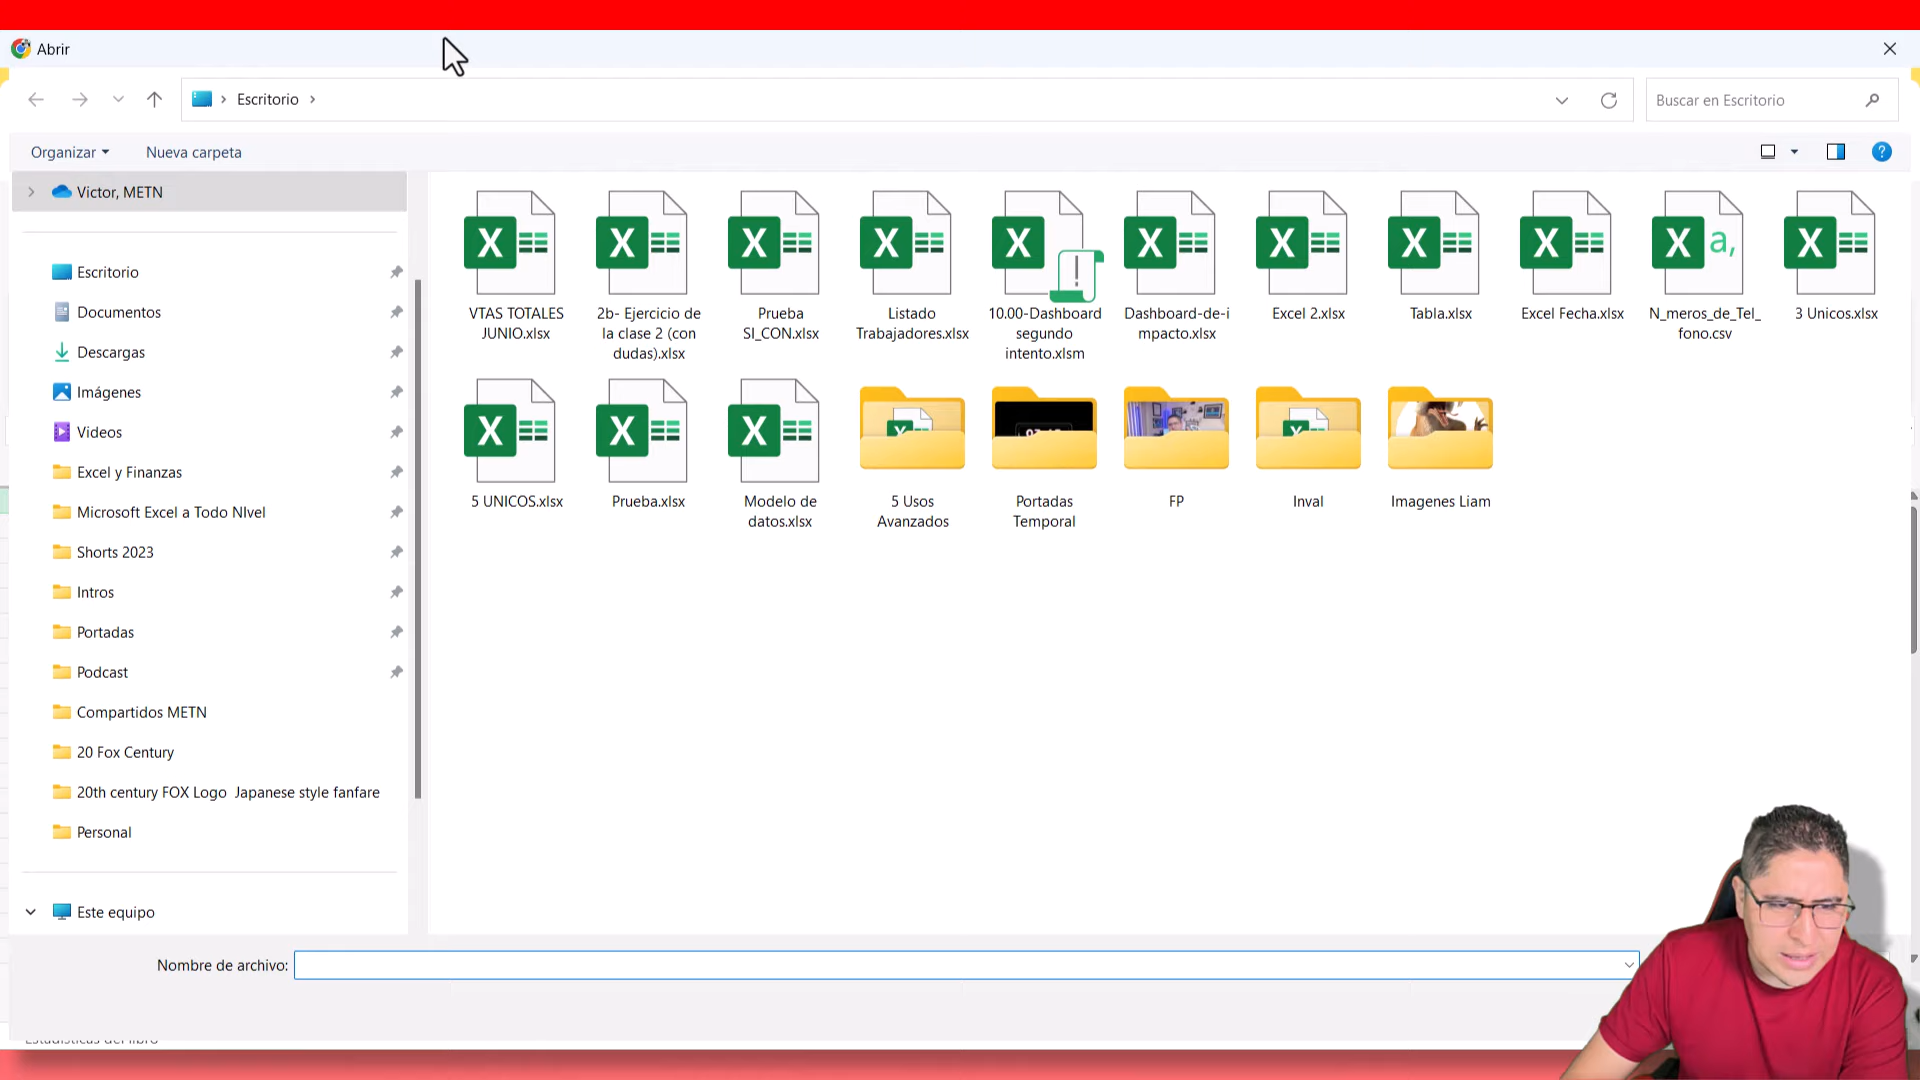 Abrir
Escritorio
Buscar en Escritorio
Organizar
Nueva carpeta
Victor, METN
Escritorio
Documentos
Descargas
Imágenes
Videos
Excel y Finanzas
Microsoft Excel a Todo NIvel
Shorts 2023
Intros
Portadas
Podcast
Compartidos METN
20 Fox Century
20th century FOX Logo Japanese style fanfare
Personal
Este equipo
VTAS TOTALES
JUNIO.xlsx
2b- Ejercicio de
la clase 2 (con
dudas).xlsx
Prueba
SI_CON.xlsx
Listado
Trabajadores.xlsx
10.00-Dashboard
segundo
intento.xlsm
Dashboard-de-i
mpacto.xlsx
Excel 2.xlsx
Tabla.xlsx
Excel Fecha.xlsx
N_meros_de_Tel_
fono.csv
3 Unicos.xlsx
5 UNICOS.xlsx
Prueba.xlsx
Modelo de
datos.xlsx
5 Usos
Avanzados
Portadas
Temporal
FP
Inval
Imagenes Liam
Nombre de archivo:
Estadísticas del libro